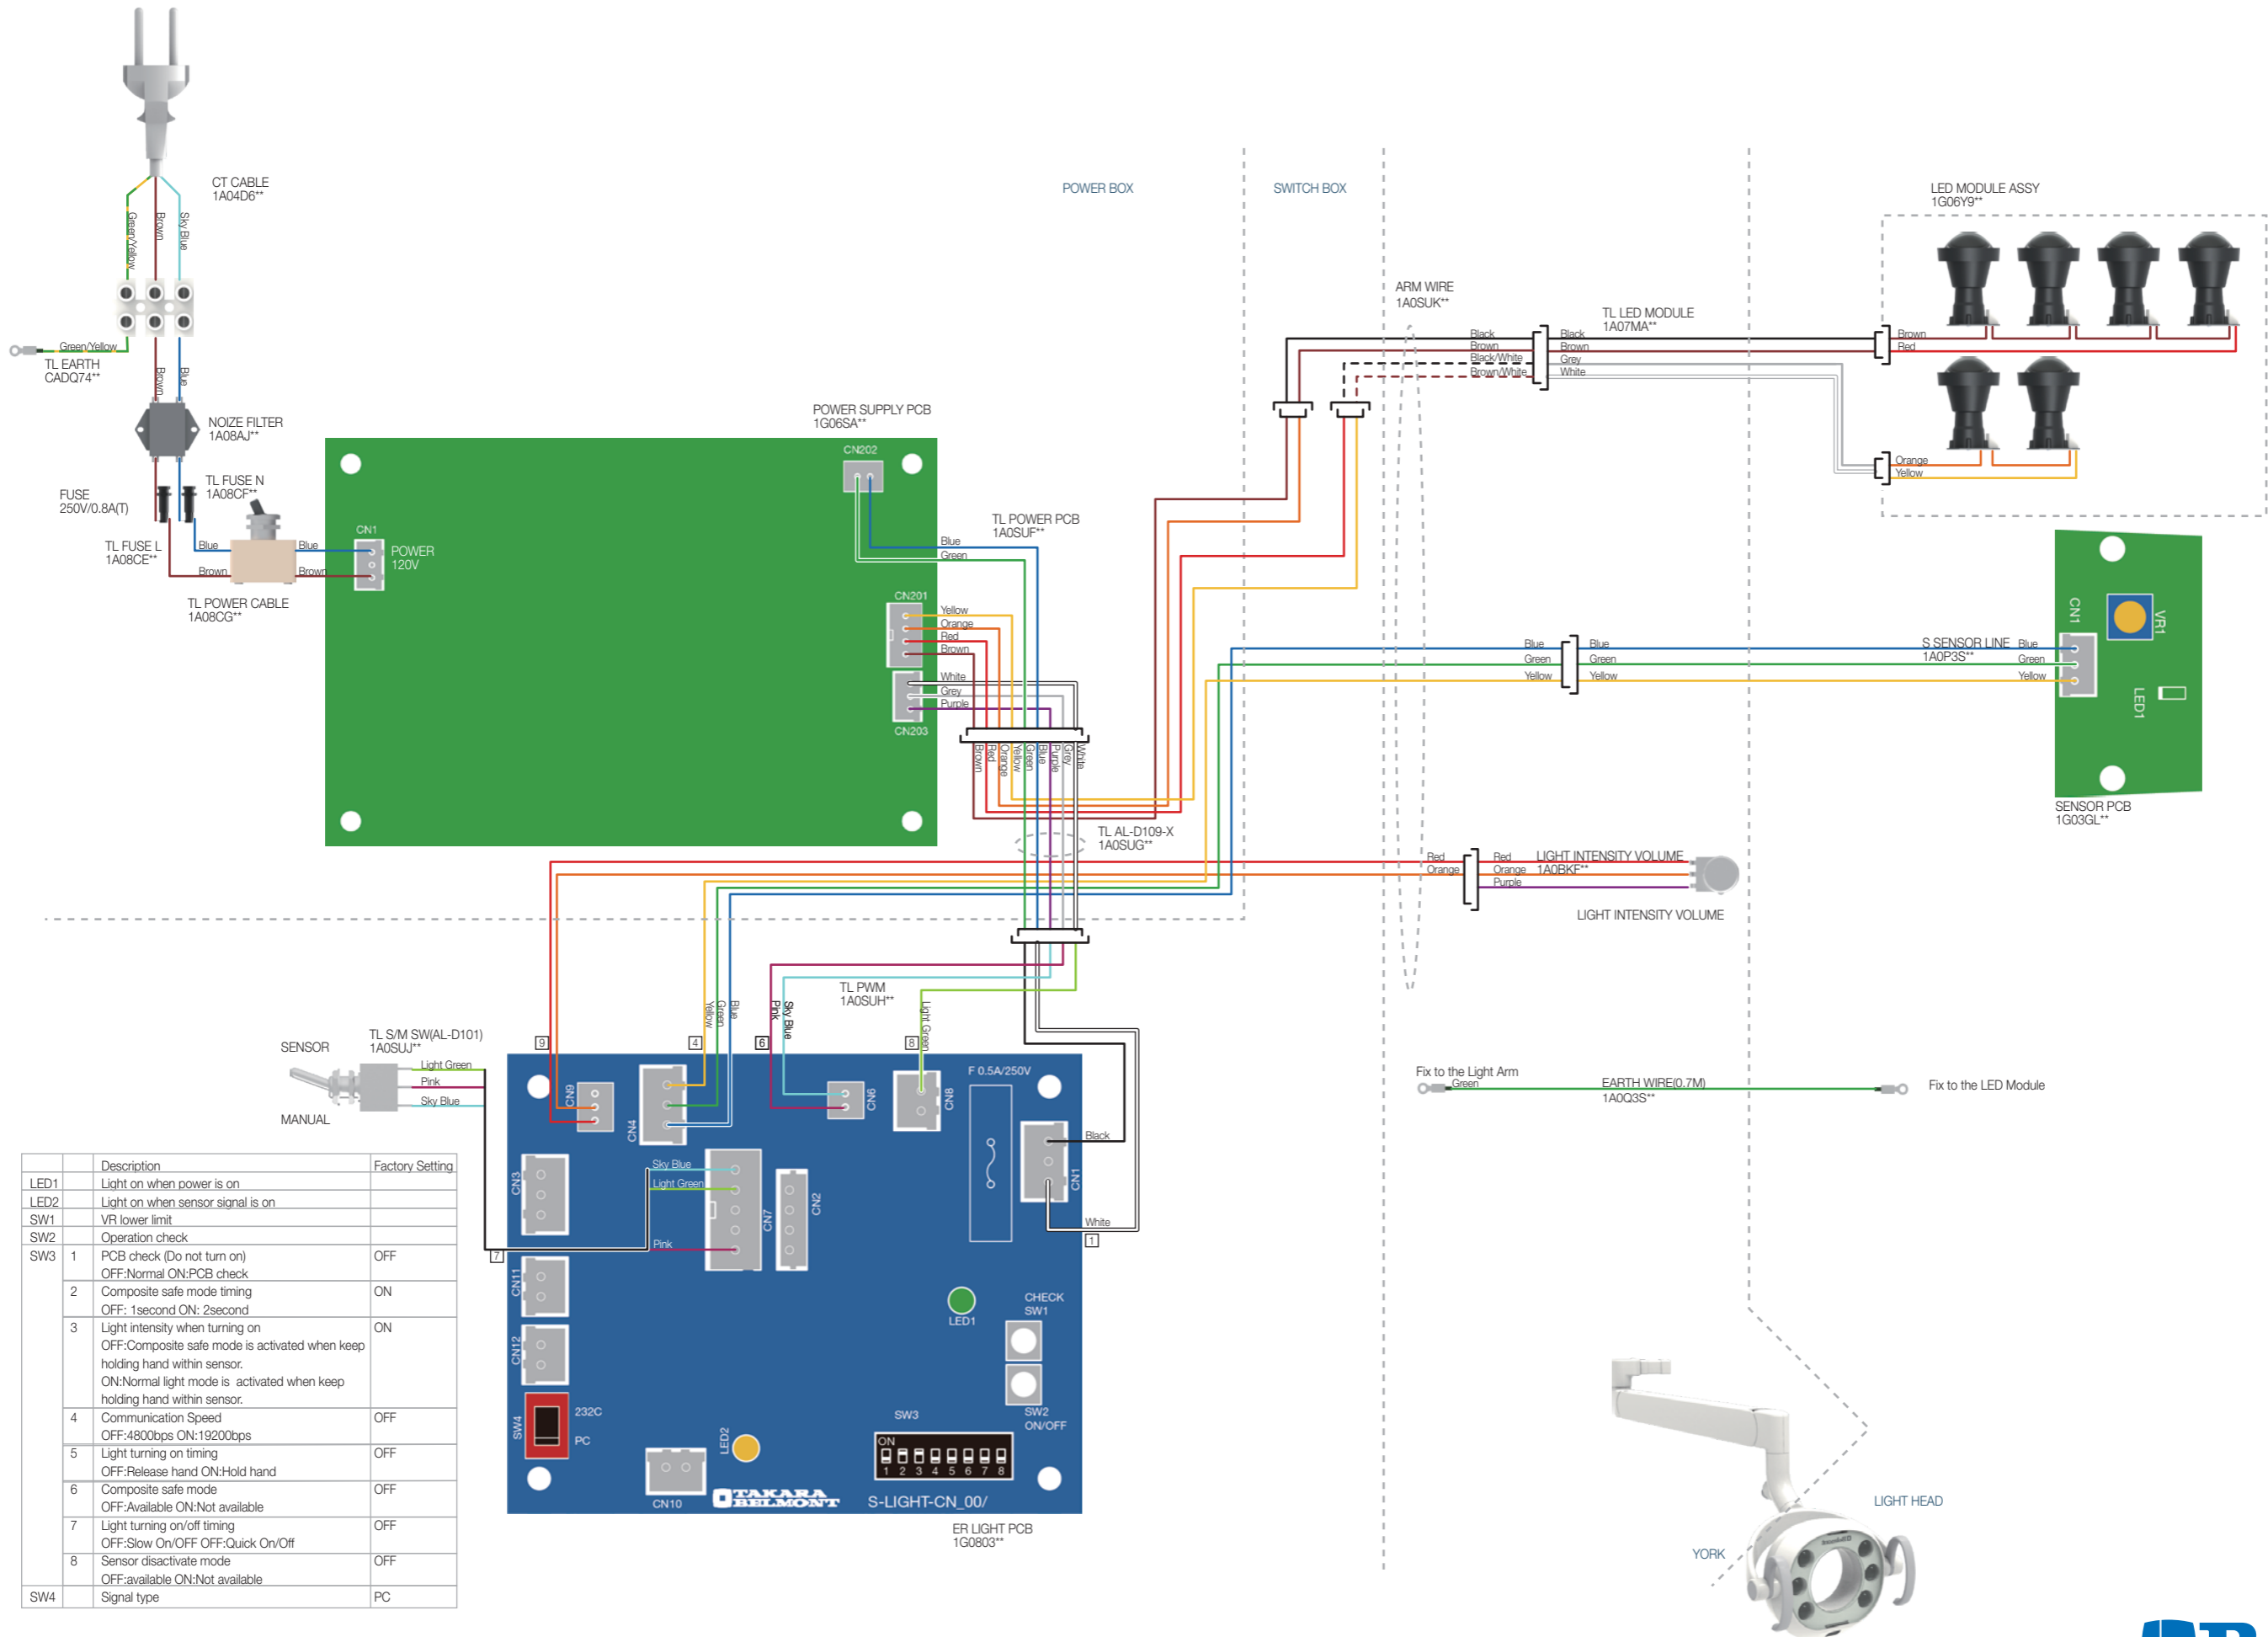 CT CABLE
1A04D6**
Green/Yellow
Brown
Sky Blue
Green/Yellow
TL EARTH
CADQ74**
Brown
Blue
NOIZE FILTER
1A08AJ**
FUSE
250V/0.8A(T)
TL FUSE N
1A08CF**
TL FUSE L
1A08CE**
Blue
Blue
Brown
Brown
TL POWER CABLE
1A08CG**
CN1
POWER
120V
POWER SUPPLY PCB
1G06SA**
CN202
TL POWER PCB
1A0SUF**
Blue
Green
CN201
Yellow
Orange
Red
Brown
White
Grey
Purple
CN203
Brown
Red
Orange
Yellow
Green
Blue
Purple
Grey
White
TL AL-D109-X
1A0SUG**
POWER BOX
SWITCH BOX
ARM WIRE
1A0SUK**
Black
Brown
Black/White
Brown/White
TL LED MODULE
1A07MA**
Black
Brown
Grey
White
LED MODULE ASSY
1G06Y9**
Brown
Red
Orange
Yellow
Blue
Green
Yellow
Blue
Green
Yellow
S SENSOR LINE
1A0P3S**
Blue
Green
Yellow
CN1
VR1
LED1
SENSOR PCB
1G03GL**
Red
Orange
Red
Orange
Purple
LIGHT INTENSITY VOLUME
1A0BKF**
LIGHT INTENSITY VOLUME
Fix to the Light Arm
Green
EARTH WIRE(0.7M)
1A0Q3S**
Fix to the LED Module
TL PWM
1A0SUH**
Yellow
Green
Blue
Pink
Sky Blue
Light Green
9
4
6
8
SENSOR
MANUAL
TL S/M SW(AL-D101)
1A0SUJ**
Light Green
Pink
Sky Blue
7
CN9
CN4
CN6
CN8
F 0.5A/250V
CN1
Black
White
1
CN3
Sky Blue
Light Green
Pink
CN7
CN2
CN11
CN12
SW4
232C
PC
LED1
CHECK
SW1
SW2
ON/OFF
LED2
CN10
SW3
ON
1 2 3 4 5 6 7 8
TAKARA
BELMONT
S-LIGHT-CN_00/
ER LIGHT PCB
1G0803**
Description Factory Setting
LED1 Light on when power is on
LED2 Light on when sensor signal is on
SW1 VR lower limit
SW2 Operation check
SW3 1 PCB check (Do not turn on) OFF
OFF:Normal ON:PCB check
2 Composite safe mode timing ON
OFF: 1second ON: 2second
3 Light intensity when turning on ON
OFF:Composite safe mode is activated when keep
holding hand within sensor.
ON:Normal light mode is activated when keep
holding hand within sensor.
4 Communication Speed OFF
OFF:4800bps ON:19200bps
5 Light turning on timing OFF
OFF:Release hand ON:Hold hand
6 Composite safe mode OFF
OFF:Available ON:Not available
7 Light turning on/off timing OFF
OFF:Slow On/OFF OFF:Quick On/Off
8 Sensor disactivate mode OFF
OFF:available ON:Not available
SW4 Signal type PC
LIGHT HEAD
YORK